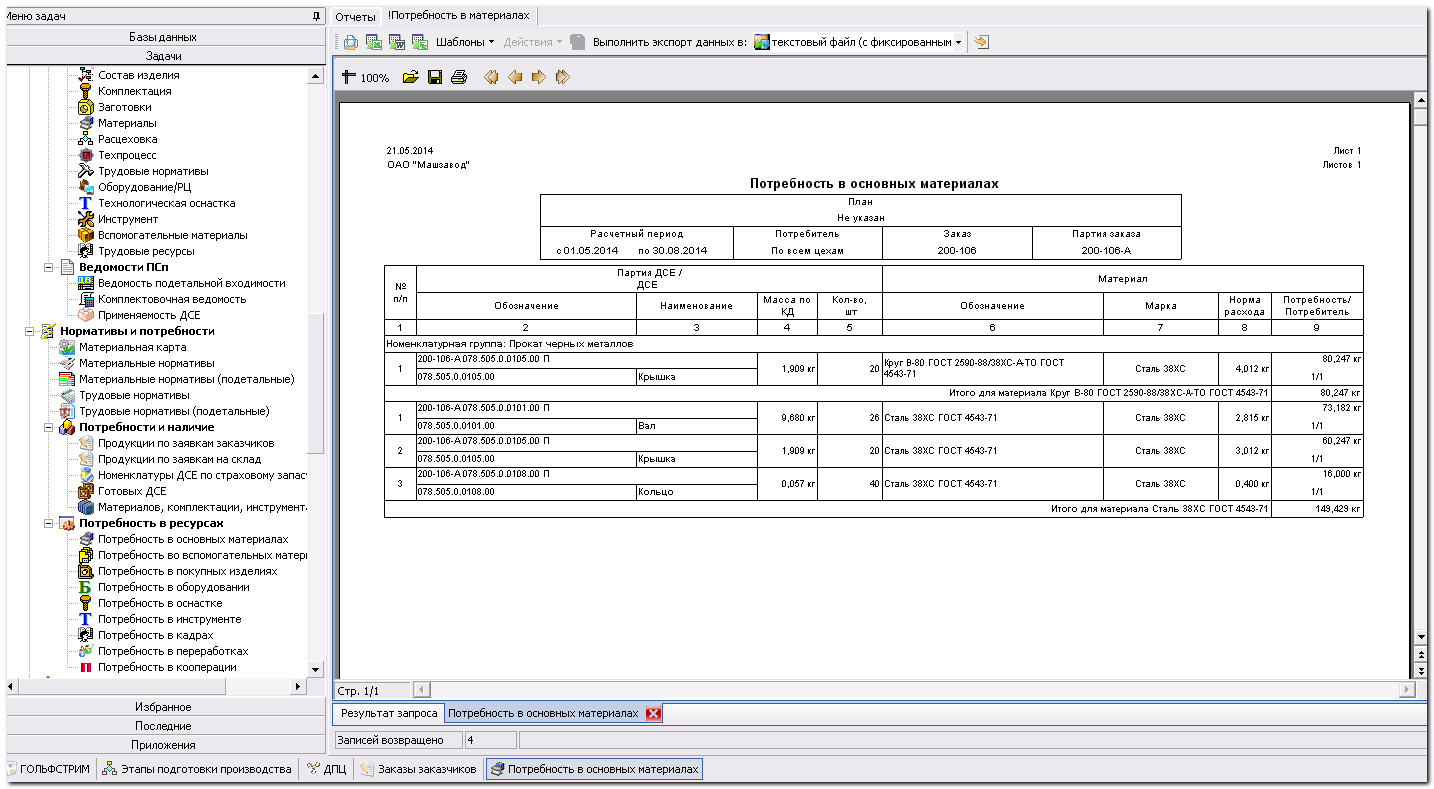 Меню задач
Базы данных
Задачи
Состав изделия
Комплектация
Заготовки
Материалы
Расцеховка
Техпроцесс
Трудовые нормативы
Оборудование/РЦ
Технологическая оснастка
Инструмент
Вспомогательные материалы
Трудовые ресурсы
Ведомости ПСп
Ведомость подетальной входимости
Комплектовочная ведомость
Применяемость ДСЕ
Нормативы и потребности
Материальная карта
Материальные нормативы
Материальные нормативы (подетальные)
Трудовые нормативы
Трудовые нормативы (подетальные)
Потребности и наличие
Продукции по заявкам заказчиков
Продукции по заявкам на склад
Номенклатуры ДСЕ по страховому запас
Готовых ДСЕ
Материалов, комплектации, инструмент
Потребность в ресурсах
Потребность в основных материалах
Потребность во вспомогательных матери
Потребность в покупных изделиях
Потребность в оборудовании
Потребность в оснастке
Потребность в инструменте
Потребность в кадрах
Потребность в переработках
Потребность в кооперации
Избранное
Последние
Приложения
Отчеты !Потребность в материалах
Шаблоны Действия Выполнить экспорт данных в: текстовый файл (с фиксированным
100%
21.05.2014 Лист 1
ОАО "Машзавод" Листов 1
Потребность в основных материалах
План
Не указан
Расчетный период Потребитель Заказ Партия заказа
с 01.05.2014 по 30.08.2014 По всем цехам 200-106 200-106-А
№ п/п Партия ДСЕ / ДСЕ Материал
Обозначение Наименование Масса по КД Кол-во, шт Обозначение Марка Норма расхода Потребность/ Потребитель
1 2 3 4 5 6 7 8 9
Номенклатурная группа: Прокат черных металлов
1 200-106-А 078.505.0.0105.00 П 1,909 кг 20 Круг В-80 ГОСТ 2590-88/38ХС-А-ТО ГОСТ 4543-71 Сталь 38ХС 4,012 кг 80,247 кг
078.505.0.0105.00 Крышка 1/1
Итого для материала Круг В-80 ГОСТ 2590-88/38ХС-А-ТО ГОСТ 4543-71 80,247 кг
1 200-106-А 078.505.0.0101.00 П 9,680 кг 26 Сталь 38ХС ГОСТ 4543-71 Сталь 38ХС 2,815 кг 73,182 кг
078.505.0.0101.00 Вал 1/1
2 200-106-А 078.505.0.0105.00 П 1,909 кг 20 Сталь 38ХС ГОСТ 4543-71 Сталь 38ХС 3,012 кг 60,247 кг
078.505.0.0105.00 Крышка 1/1
3 200-106-А 078.505.0.0108.00 П 0,057 кг 40 Сталь 38ХС ГОСТ 4543-71 Сталь 38ХС 0,400 кг 16,000 кг
078.505.0.0108.00 Кольцо 1/1
Итого для материала Сталь 38ХС ГОСТ 4543-71 149,429 кг
Стр. 1/1
Результат запроса Потребность в основных материалах
Записей возвращено 4
ГОЛЬФСТРИМ Этапы подготовки производства ДПЦ Заказы заказчиков Потребность в основных материалах